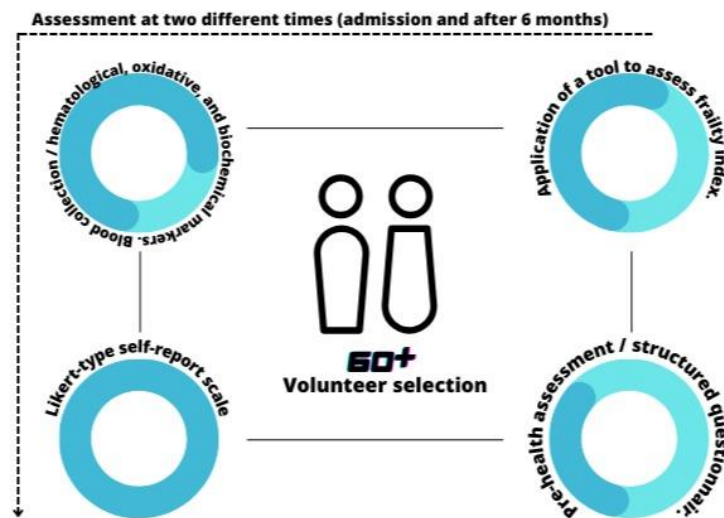 Assessment at two different times (admission and after 6 months)
Blood collection / hematological, oxidative, and biochemical markers.
Application of a tool to assess frailty index.
60+
Volunteer selection
Likert-type self-report scale
Pre-health assessment / structured questionnair.